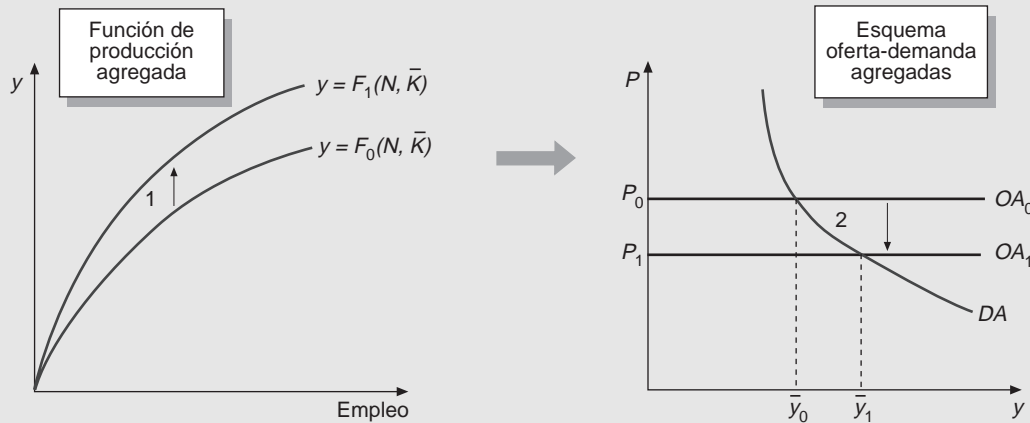 Función de
producción
agregada
y
y = F₁(N, K̄)
y = F₀(N, K̄)
1
Empleo
Esquema
oferta-demanda
agregadas
P
P₀
OA₀
2
P₁
OA₁
DA
ȳ₀
ȳ₁
y